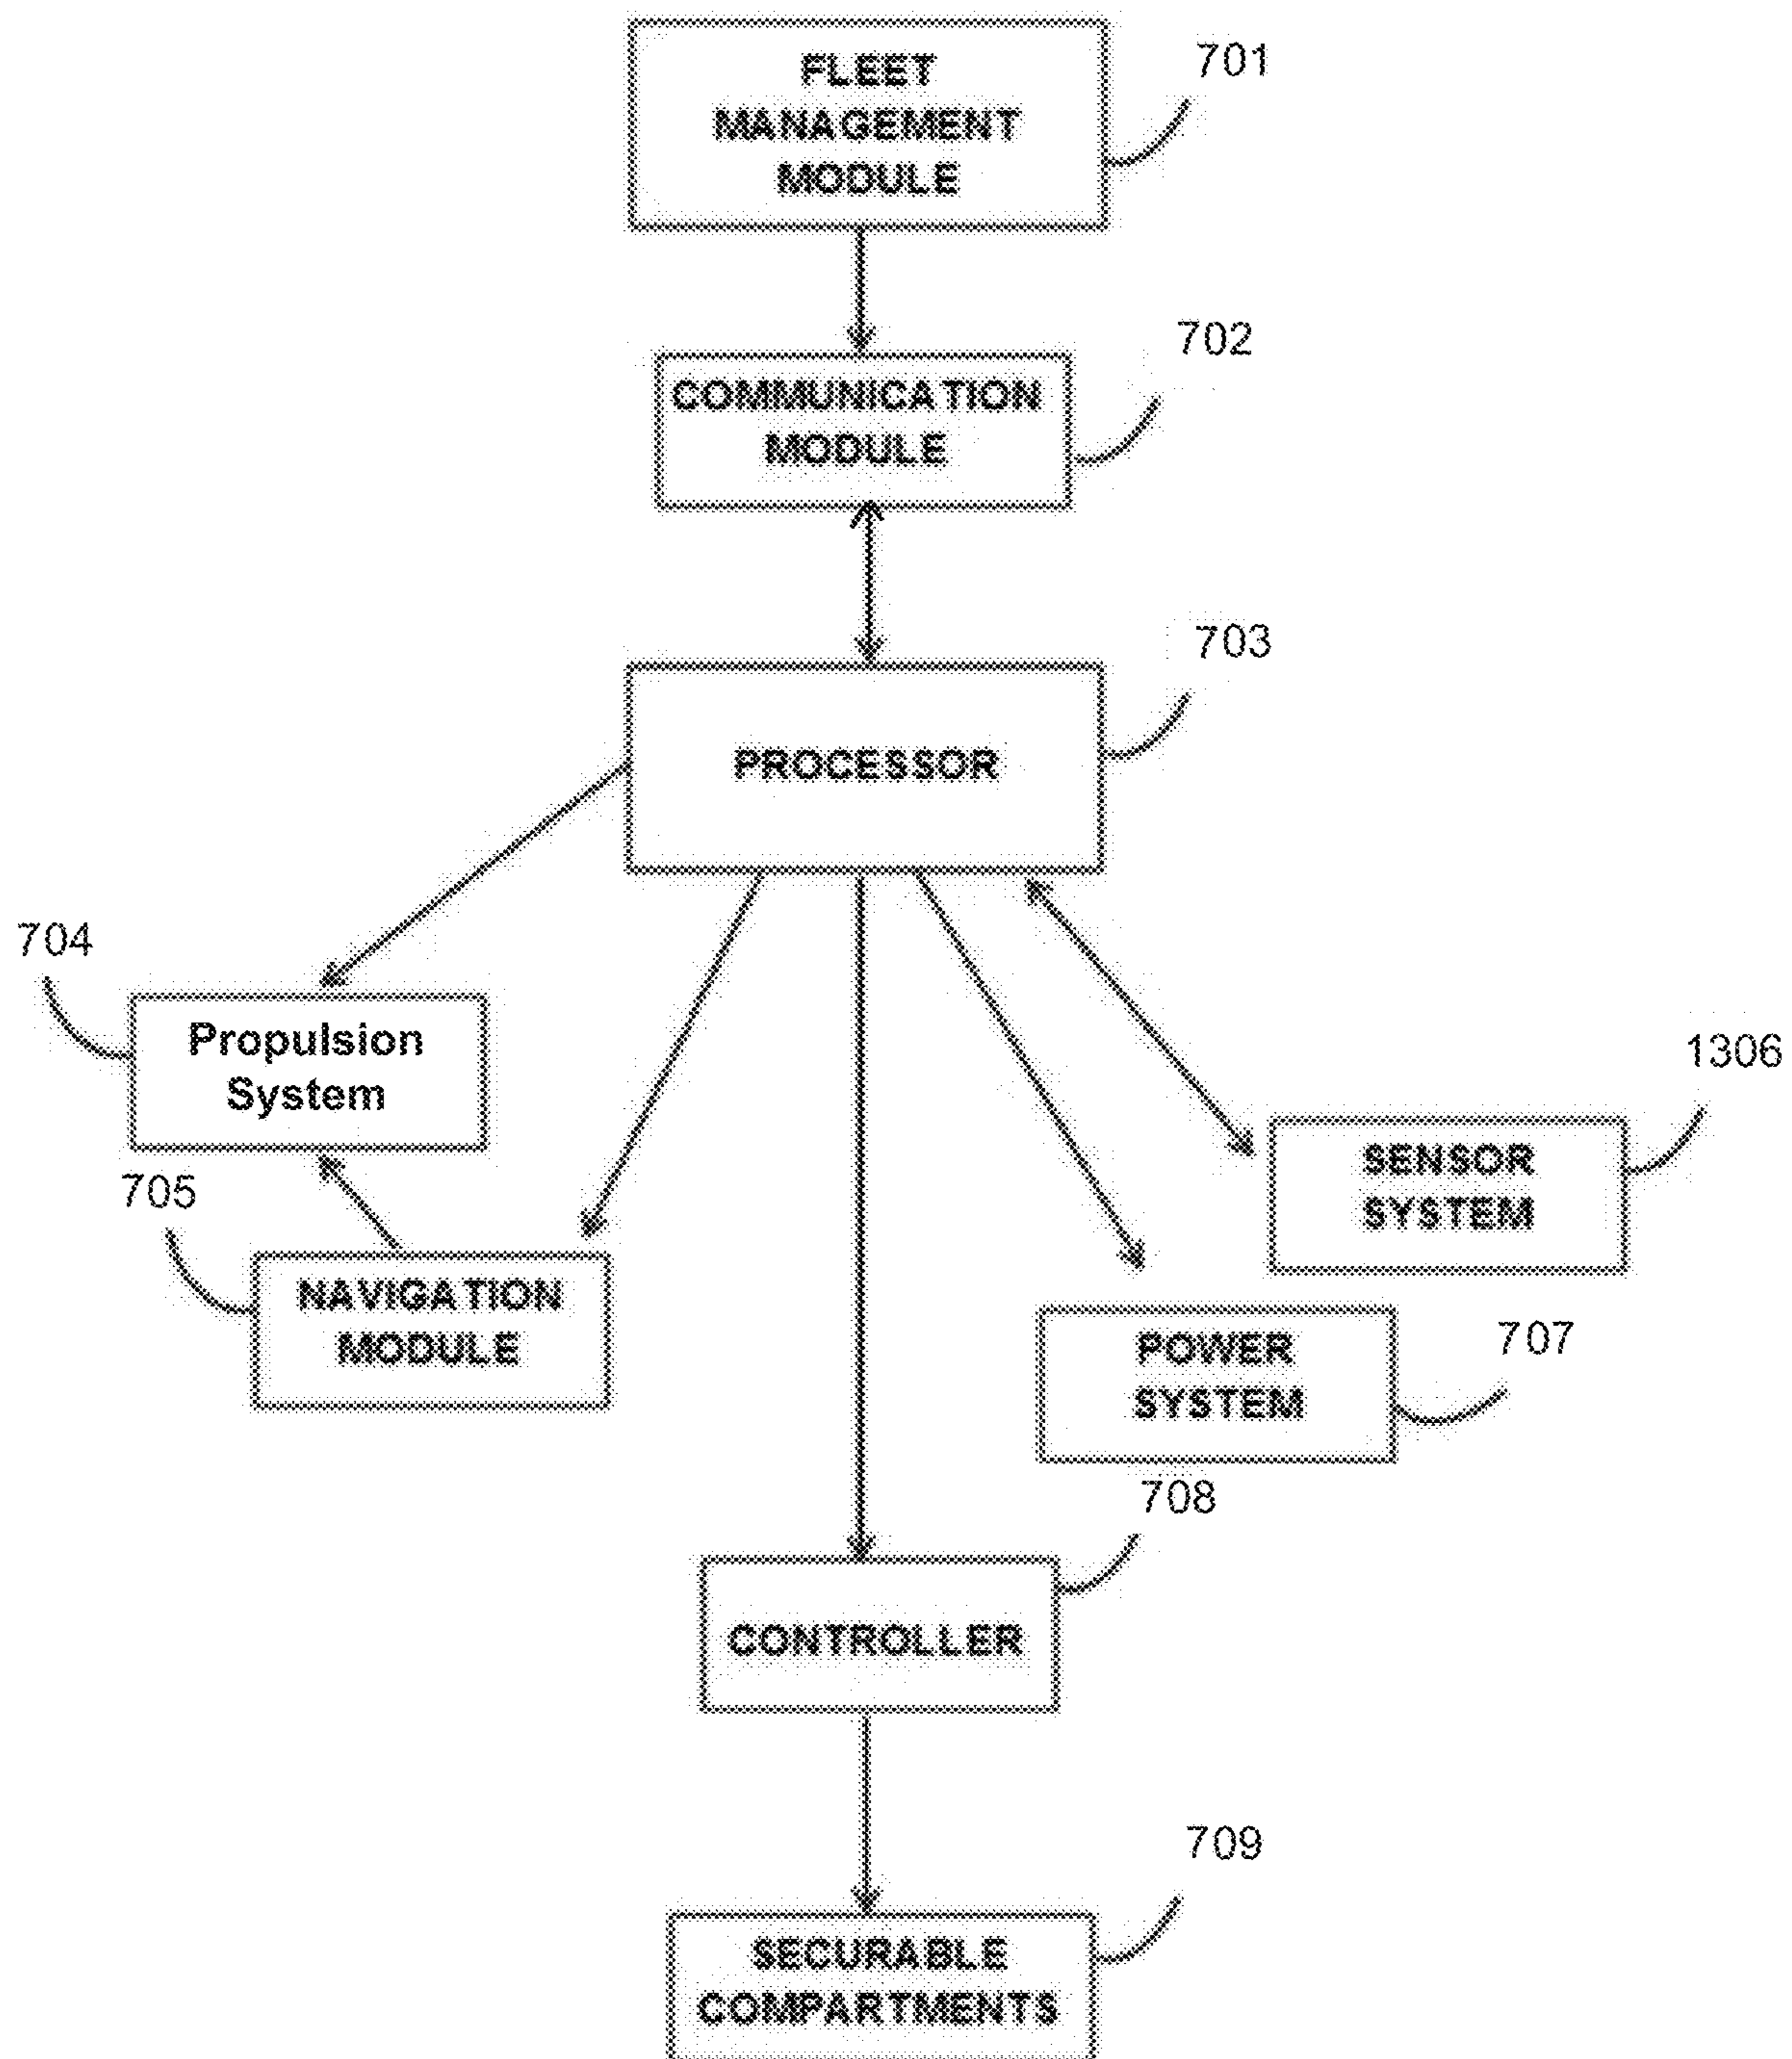 FLEET
MANAGEMENT
MODULE
701
COMMUNICATION
MODULE
702
PROCESSOR
703
704
Propulsion
System
705
NAVIGATION
MODULE
1306
SENSOR
SYSTEM
POWER
SYSTEM
707
708
CONTROLLER
709
SECURABLE
COMPARTMENTS